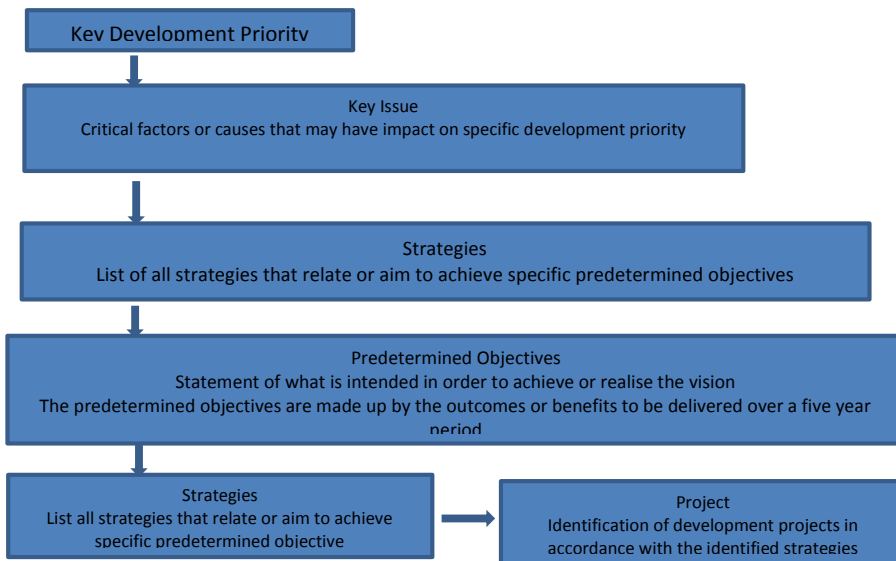 Key Development Priority
Key Issue
Critical factors or causes that may have impact on specific development priority
Strategies
List of all strategies that relate or aim to achieve specific predetermined objectives
Predetermined Objectives
Statement of what is intended in order to achieve or realise the vision
The predetermined objectives are made up by the outcomes or benefits to be delivered over a five year
period
Strategies
List all strategies that relate or aim to achieve
specific predetermined objective
Project
Identification of development projects in
accordance with the identified strategies